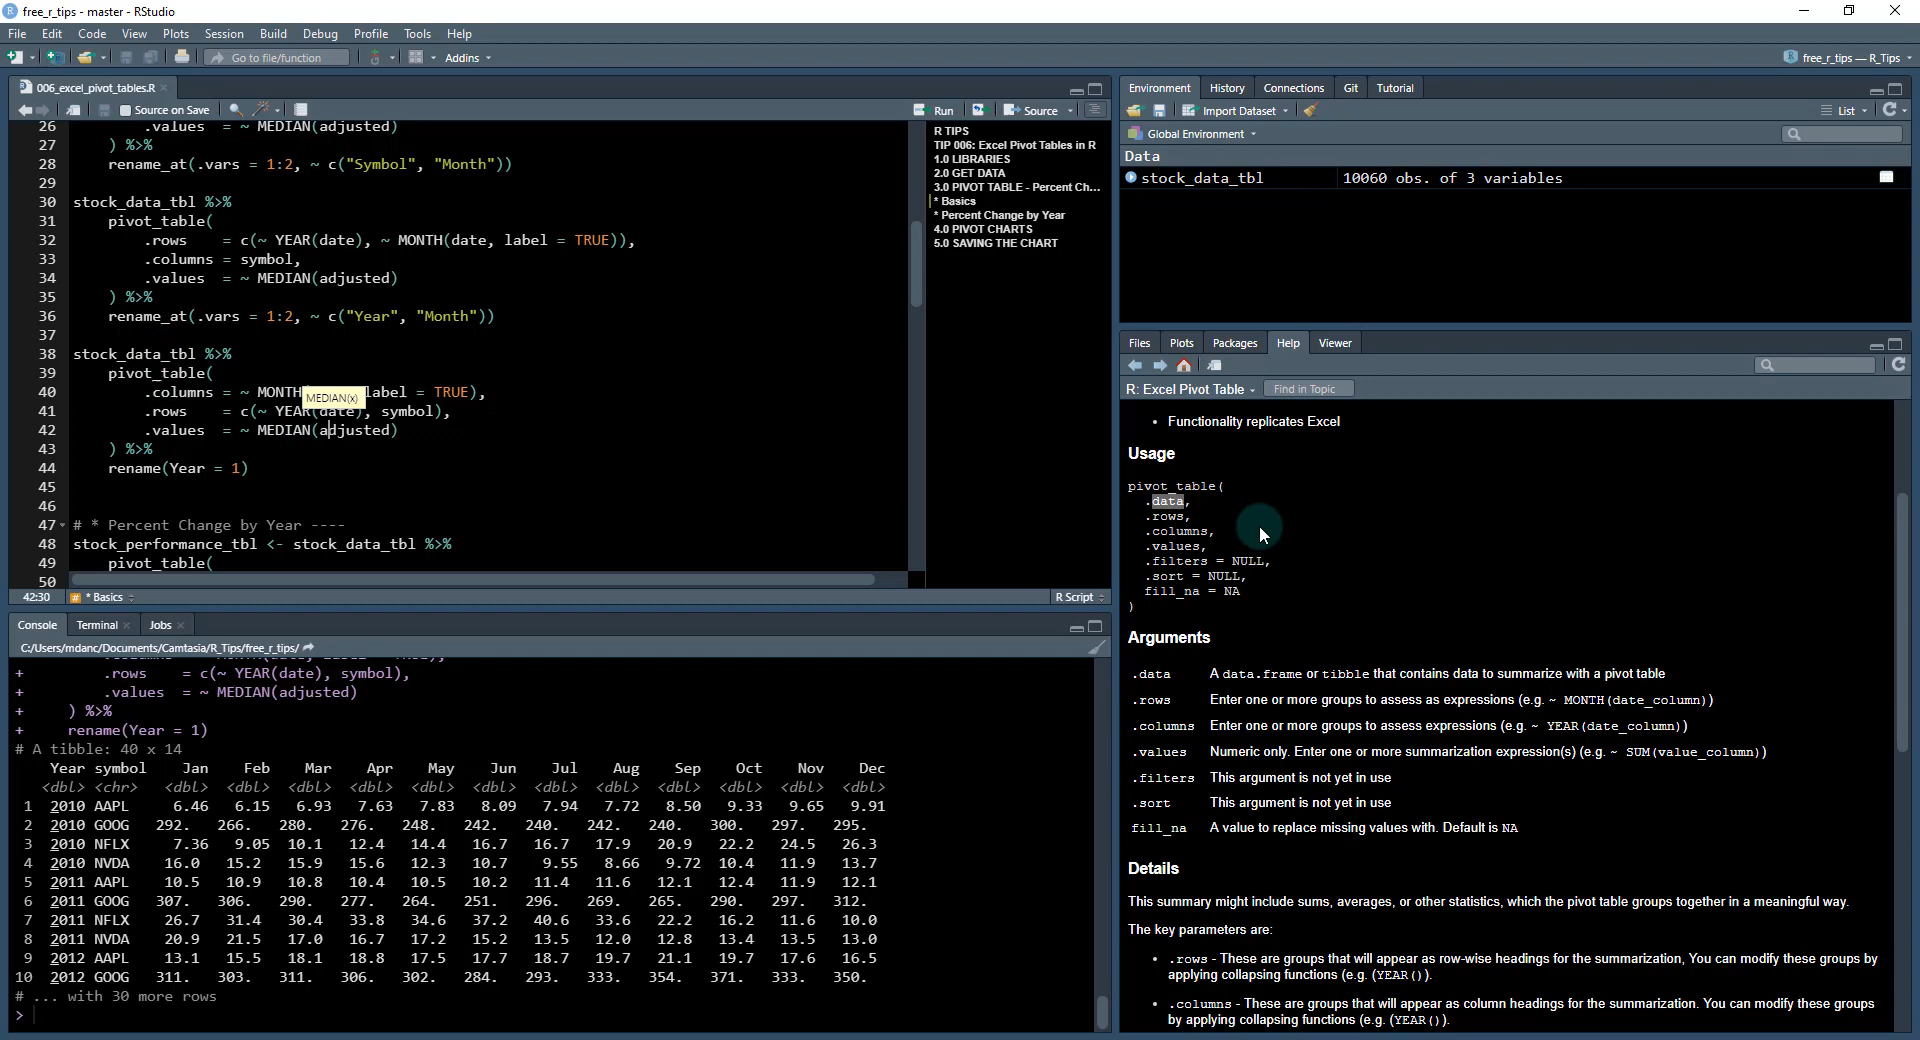 free_r_tips - master - RStudio
File Edit Code View Plots Session Build Debug Profile Tools Help
Go to file/function Addins free_r_tips — R_Tips
006_excel_pivot_tables.R
Source on Save Run Source
26 .values = ~ MEDIAN(adjusted)
27 ) %>%
28 rename_at(.vars = 1:2, ~ c("Symbol", "Month"))
29
30 stock_data_tbl %>%
31 pivot_table(
32 .rows = c(~ YEAR(date), ~ MONTH(date, label = TRUE)),
33 .columns = symbol,
34 .values = ~ MEDIAN(adjusted)
35 ) %>%
36 rename_at(.vars = 1:2, ~ c("Year", "Month"))
37
38 stock_data_tbl %>%
39 pivot_table(
40 .columns = ~ MONTH label = TRUE),
MEDIAN(x)
41 .rows = c(~ YEAR(date), symbol),
42 .values = ~ MEDIAN(adjusted)
43 ) %>%
44 rename(Year = 1)
45
46
47 # * Percent Change by Year ----
48 stock_performance_tbl <- stock_data_tbl %>%
49 pivot_table(
50
R TIPS
TIP 006: Excel Pivot Tables in R
1.0 LIBRARIES
2.0 GET DATA
3.0 PIVOT TABLE - Percent Ch...
* Basics
* Percent Change by Year
4.0 PIVOT CHARTS
5.0 SAVING THE CHART
42:30 # * Basics R Script
Console Terminal Jobs
C:/Users/mdanc/Documents/Camtasia/R_Tips/free_r_tips/
+ .rows = c(~ YEAR(date), symbol),
+ .values = ~ MEDIAN(adjusted)
+ ) %>%
+ rename(Year = 1)
# A tibble: 40 x 14
Year symbol Jan Feb Mar Apr May Jun Jul Aug Sep Oct Nov Dec
<dbl> <chr> <dbl> <dbl> <dbl> <dbl> <dbl> <dbl> <dbl> <dbl> <dbl> <dbl> <dbl> <dbl>
1 2010 AAPL 6.46 6.15 6.93 7.63 7.83 8.09 7.94 7.72 8.50 9.33 9.65 9.91
2 2010 GOOG 292. 266. 280. 276. 248. 242. 240. 242. 240. 300. 297. 295.
3 2010 NFLX 7.36 9.05 10.1 12.4 14.4 16.7 16.7 17.9 20.9 22.2 24.5 26.3
4 2010 NVDA 16.0 15.2 15.9 15.6 12.3 10.7 9.55 8.66 9.72 10.4 11.9 13.7
5 2011 AAPL 10.5 10.9 10.8 10.4 10.5 10.2 11.4 11.6 12.1 12.4 11.9 12.1
6 2011 GOOG 307. 306. 290. 277. 264. 251. 296. 269. 265. 290. 297. 312.
7 2011 NFLX 26.7 31.4 30.4 33.8 34.6 37.2 40.6 33.6 22.2 16.2 11.6 10.0
8 2011 NVDA 20.9 21.5 17.0 16.7 17.2 15.2 13.5 12.0 12.8 13.4 13.5 13.0
9 2012 AAPL 13.1 15.5 18.1 18.8 17.5 17.7 18.7 19.7 21.1 19.7 17.6 16.5
10 2012 GOOG 311. 303. 311. 306. 302. 284. 293. 333. 354. 371. 333. 350.
# ... with 30 more rows
>
Environment History Connections Git Tutorial
Import Dataset List
Global Environment
Data
stock_data_tbl 10060 obs. of 3 variables
Files Plots Packages Help Viewer
R: Excel Pivot Table Find in Topic
• Functionality replicates Excel
Usage
pivot_table(
.data,
.rows,
.columns,
.values,
.filters = NULL,
.sort = NULL,
fill_na = NA
)
Arguments
.data A data.frame or tibble that contains data to summarize with a pivot table
.rows Enter one or more groups to assess as expressions (e.g. ~ MONTH(date_column))
.columns Enter one or more groups to assess expressions (e.g. ~ YEAR(date_column))
.values Numeric only. Enter one or more summarization expression(s) (e.g. ~ SUM(value_column))
.filters This argument is not yet in use
.sort This argument is not yet in use
fill_na A value to replace missing values with. Default is NA
Details
This summary might include sums, averages, or other statistics, which the pivot table groups together in a meaningful way.
The key parameters are:
• .rows - These are groups that will appear as row-wise headings for the summarization, You can modify these groups by
applying collapsing functions (e.g. (YEAR()).
• .columns - These are groups that will appear as column headings for the summarization. You can modify these groups
by applying collapsing functions (e.g. (YEAR()).